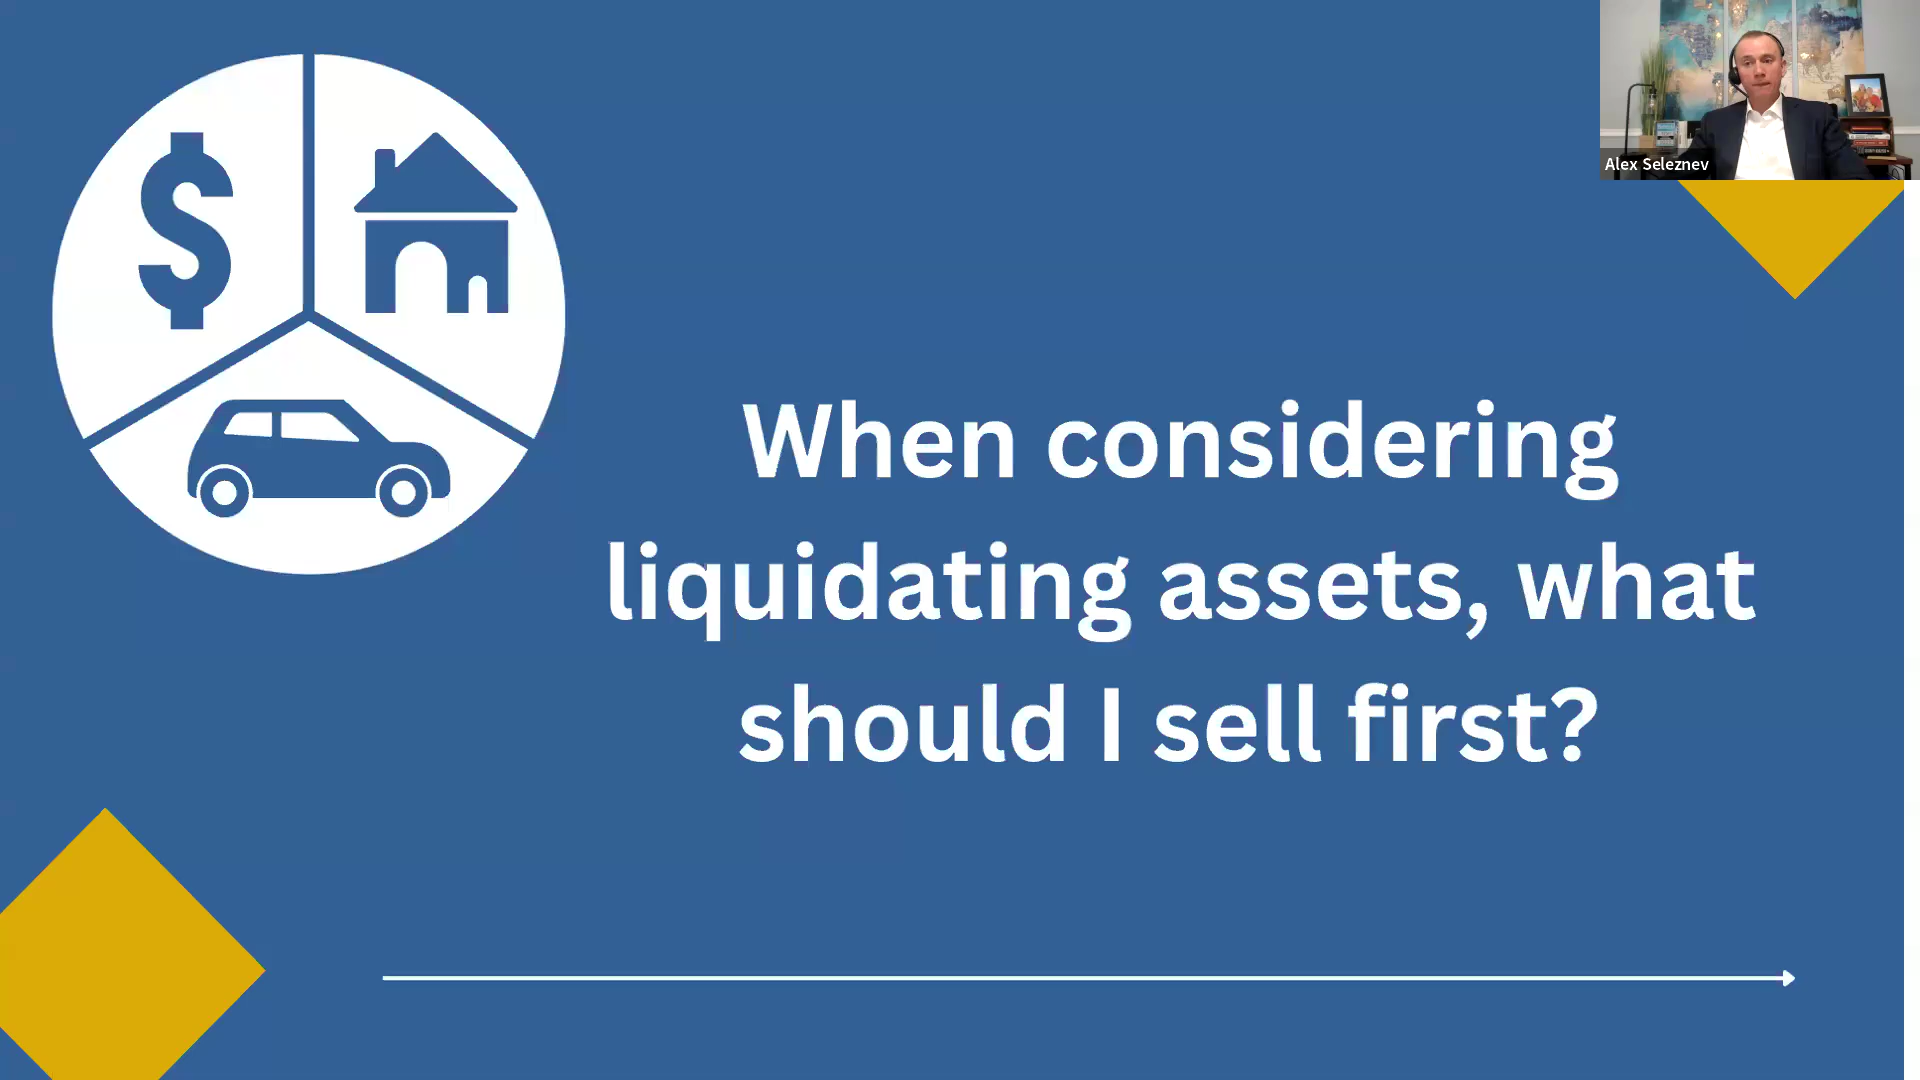 Alex Seleznev
When considering
liquidating assets, what
should I sell first?